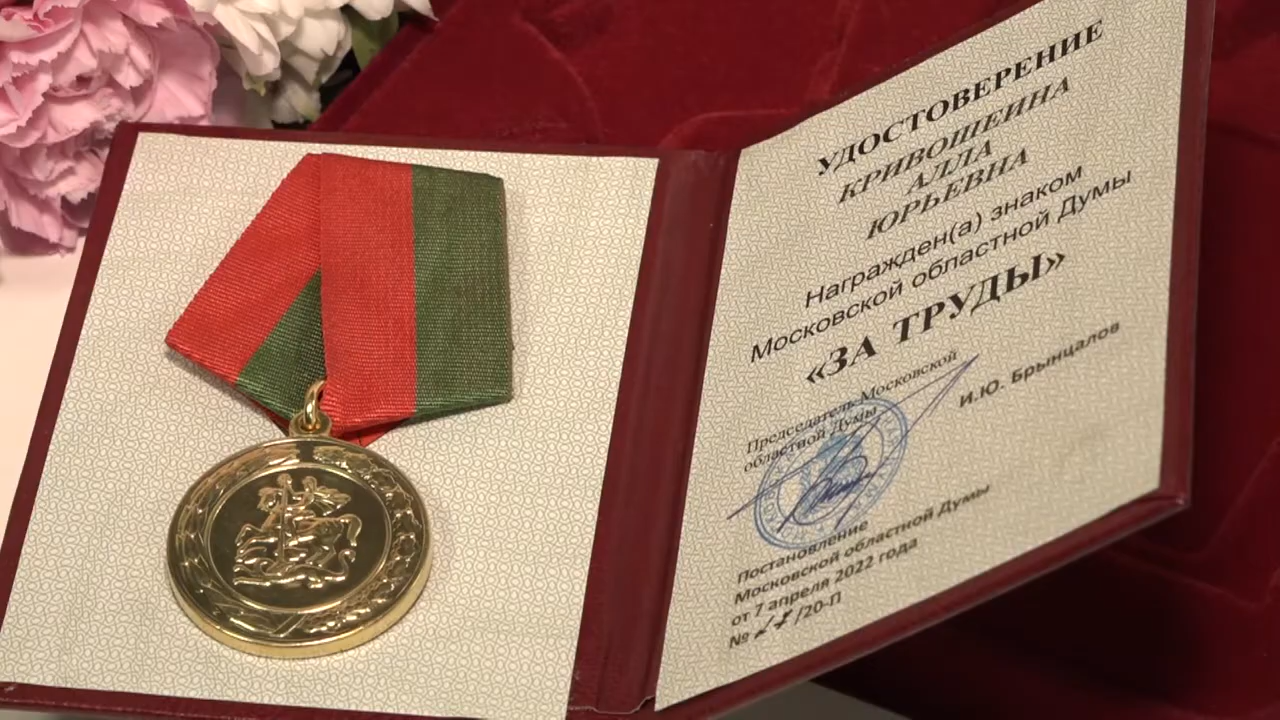 УДОСТОВЕРЕНИЕ
КРИВОШЕИНА
АЛЛА
ЮРЬЕВНА
Награжден(а) знаком
Московской областной Думы
«ЗА ТРУДЫ»
Председатель Московской
областной Думы
И.Ю. Брынцалов
Постановление
Московской областной Думы
от 7 апреля 2022 года
№ /20-П